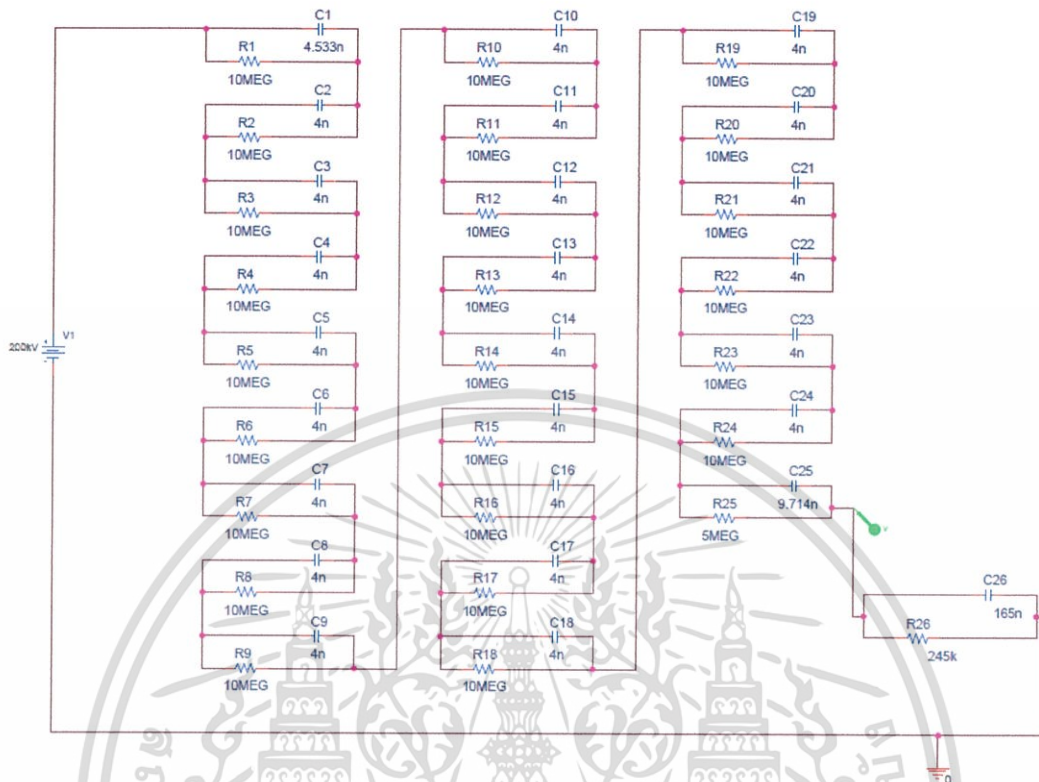 C1
4.533n
R1
10MEG
C2
4n
R2
10MEG
C3
4n
R3
10MEG
C4
4n
R4
10MEG
C5
4n
R5
10MEG
C6
4n
R6
10MEG
C7
4n
R7
10MEG
C8
4n
R8
10MEG
C9
4n
R9
10MEG
C10
4n
R10
10MEG
C11
4n
R11
10MEG
C12
4n
R12
10MEG
C13
4n
R13
10MEG
C14
4n
R14
10MEG
C15
4n
R15
10MEG
C16
4n
R16
10MEG
C17
4n
R17
10MEG
C18
4n
R18
10MEG
C19
4n
R19
10MEG
C20
4n
R20
10MEG
C21
4n
R21
10MEG
C22
4n
R22
10MEG
C23
4n
R23
10MEG
C24
4n
R24
10MEG
C25
9.714n
R25
5MEG
V
C26
165n
R26
245k
V1
200kV
0